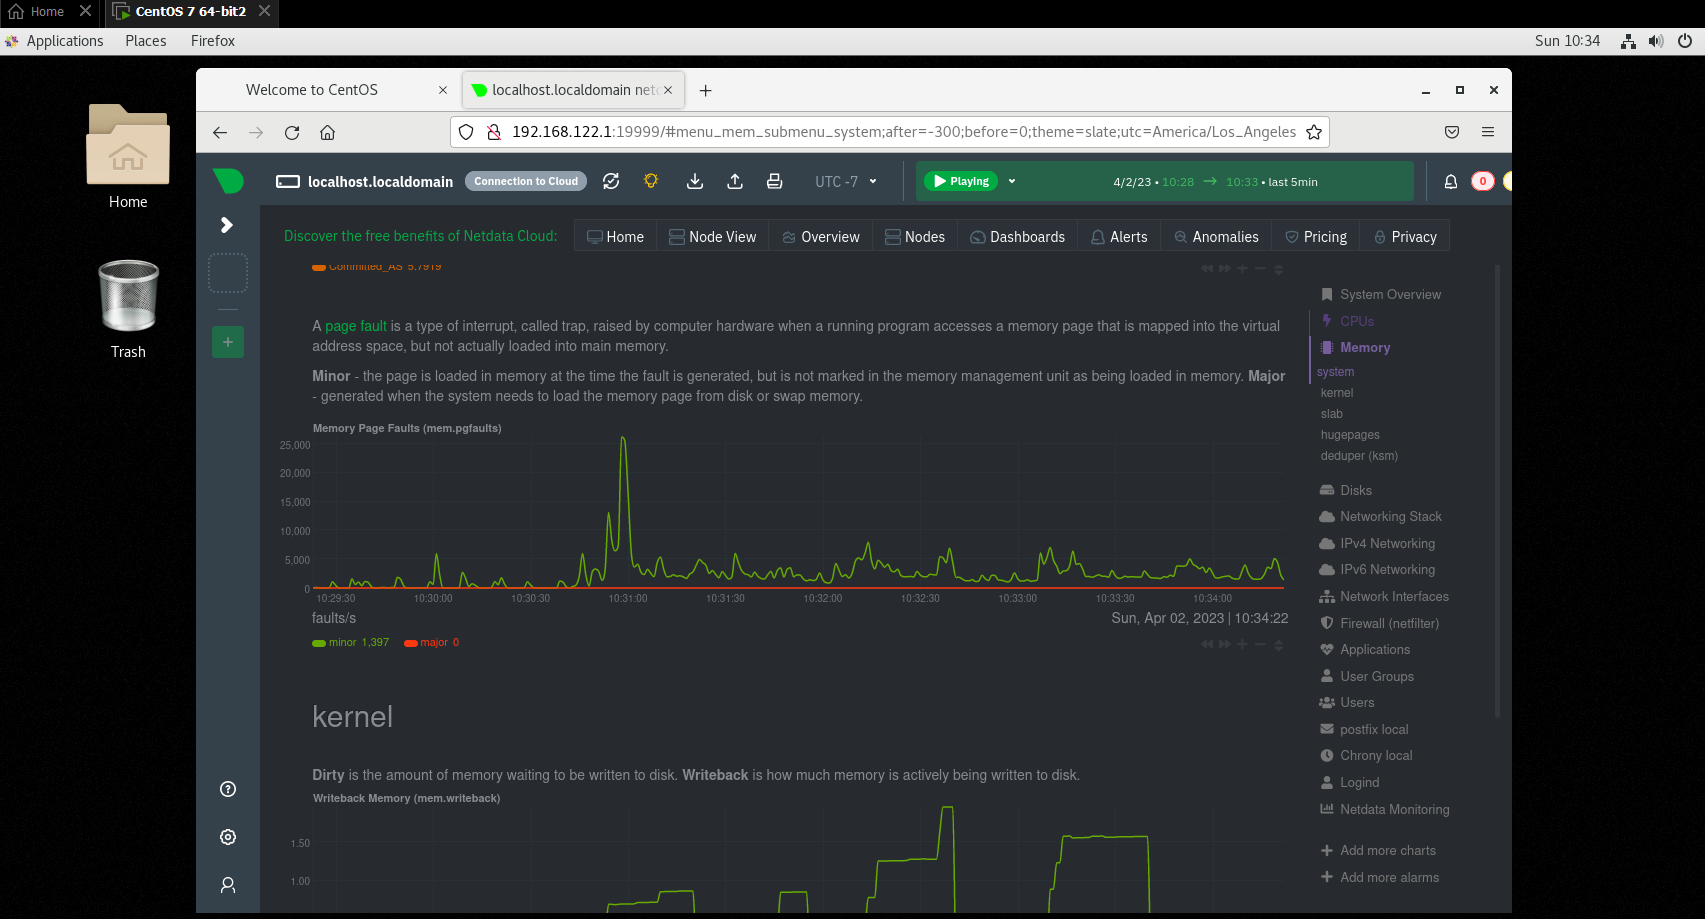 Home
CentOS 7 64-bit2
Applications Places Firefox
Sun 10:34
Home
Trash
Welcome to CentOS
localhost.localdomain netd
192.168.122.1:19999/#menu_mem_submenu_system;after=-300;before=0;theme=slate;utc=America/Los_Angeles
localhost.localdomain
Connection to Cloud
UTC -7
Playing
4/2/23 • 10:28 → 10:33 • last 5min
0
Discover the free benefits of Netdata Cloud:
Home
Node View
Overview
Nodes
Dashboards
Alerts
Anomalies
Pricing
Privacy
Committed_AS 5.7919
A page fault is a type of interrupt, called trap, raised by computer hardware when a running program accesses a memory page that is mapped into the virtual
address space, but not actually loaded into main memory.
Minor - the page is loaded in memory at the time the fault is generated, but is not marked in the memory management unit as being loaded in memory. Major
- generated when the system needs to load the memory page from disk or swap memory.
Memory Page Faults (mem.pgfaults)
25,000
20,000
15,000
10,000
5,000
0
10:29:30 10:30:00 10:30:30 10:31:00 10:31:30 10:32:00 10:32:30 10:33:00 10:33:30 10:34:00
faults/s
Sun, Apr 02, 2023 | 10:34:22
minor 1,397 major 0
kernel
Dirty is the amount of memory waiting to be written to disk. Writeback is how much memory is actively being written to disk.
Writeback Memory (mem.writeback)
1.50
1.00
System Overview
CPUs
Memory
system
kernel
slab
hugepages
deduper (ksm)
Disks
Networking Stack
IPv4 Networking
IPv6 Networking
Network Interfaces
Firewall (netfilter)
Applications
User Groups
Users
postfix local
Chrony local
Logind
Netdata Monitoring
Add more charts
Add more alarms